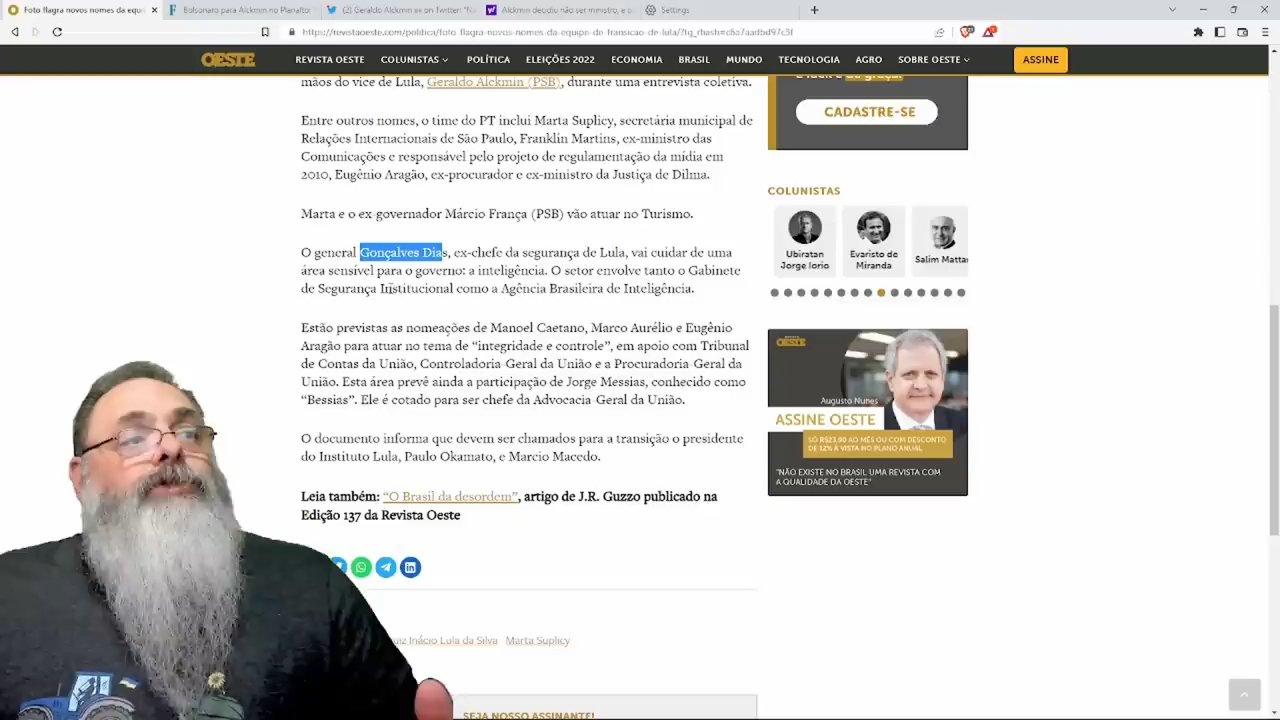 Foto flagra novos nomes da equi
Bolsonaro para Alckmin no Planalto:
(2) Geraldo Alckmin
on Twitter: "N
Alckmin decidiu não ser ministro, e o
Settings
OESTE
REVISTA OESTE
COLUNISTAS
POLÍTICA
ELEIÇÕES 2022
ECONOMIA
BRASIL
MUNDO
TECNOLOGIA
AGRO
SOBRE OESTE
ASSINE
mãos do vice de Lula, Geraldo Alckmin (PSB), durante uma entrevista coletiva.
Entre outros nomes, o time do PT inclui Marta Suplicy, secretária municipal de
Relações Internacionais de São Paulo, Franklin Martins, ex-ministro das
Comunicações e responsável pelo projeto de regulamentação da mídia em
2010, Eugênio Aragão, ex-procurador e ex-ministro da Justiça de Dilma.
Marta e o ex-governador Márcio França (PSB) vão atuar no Turismo.
O general Gonçalves Dias, ex-chefe da segurança de Lula, vai cuidar de uma
área sensível para o governo: a inteligência. O setor envolve tanto o Gabinete
de Segurança Institucional como a Agência Brasileira de Inteligência.
Estão previstas as nomeações de Manoel Caetano, Marco Aurélio e Eugênio
Aragão para atuar no tema de “integridade e controle”, em apoio com Tribunal
de Contas da União, Controladoria-Geral da União e a Procuradoria-Geral da
União. Esta área prevê ainda a participação de Jorge Messias, conhecido como
“Bessias”. Ele é cotado para ser chefe da Advocacia-Geral da União.
O documento informa que devem ser chamados para a transição o presidente
do Instituto Lula, Paulo Okamato, e Marcio Macedo.
Leia também: “O Brasil da desordem”, artigo de J.R. Guzzo publicado na
Edição 137 da Revista Oeste
Inácio Lula da Silva
Marta Suplicy
SEJA NOSSO ASSINANTE!
CADASTRE-SE
COLUNISTAS
Ubiratan
Jorge Iorio
Evaristo de
Miranda
Salim Mattar
OESTE
Augusto Nunes
ASSINE OESTE
SÓ R$23,90 AO MÊS OU COM DESCONTO
DE 12% À VISTA NO PLANO ANUAL
“NÃO EXISTE NO BRASIL UMA REVISTA COM
A QUALIDADE DA OESTE”